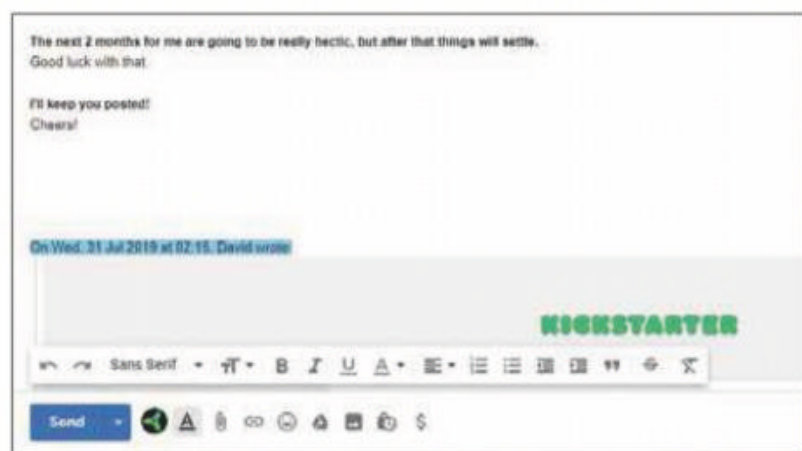 The next 2 months for me are going to be really hectic, but after that things will settle.
Good luck with that.
I'll keep you posted!
Cheers!
On Wed, 31 Jul 2019 at 02:15, David wrote:
KICKSTARTER
Sans Serif
Send